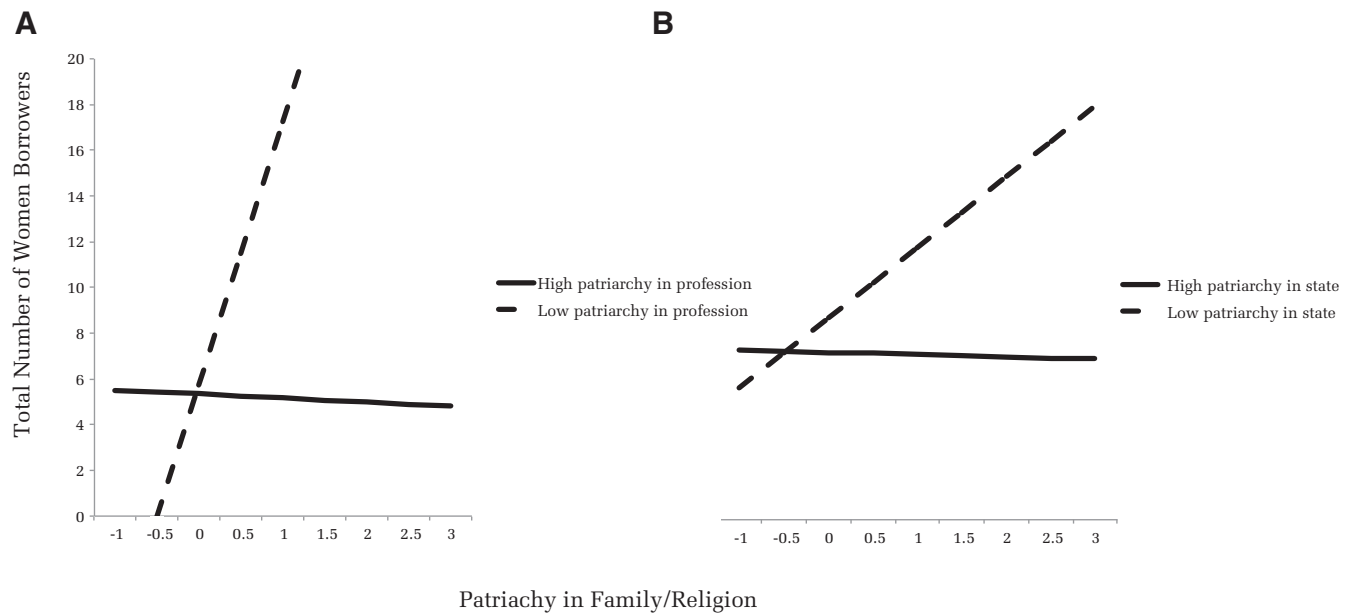 A
B
Total Number of Women Borrowers
20
18
16
14
12
10
8
6
4
2
0
-1 -0.5 0 0.5 1 1.5 2 2.5 3
High patriarchy in profession
Low patriarchy in profession
-1 -0.5 0 0.5 1 1.5 2 2.5 3
High patriarchy in state
Low patriarchy in state
Patriachy in Family/Religion